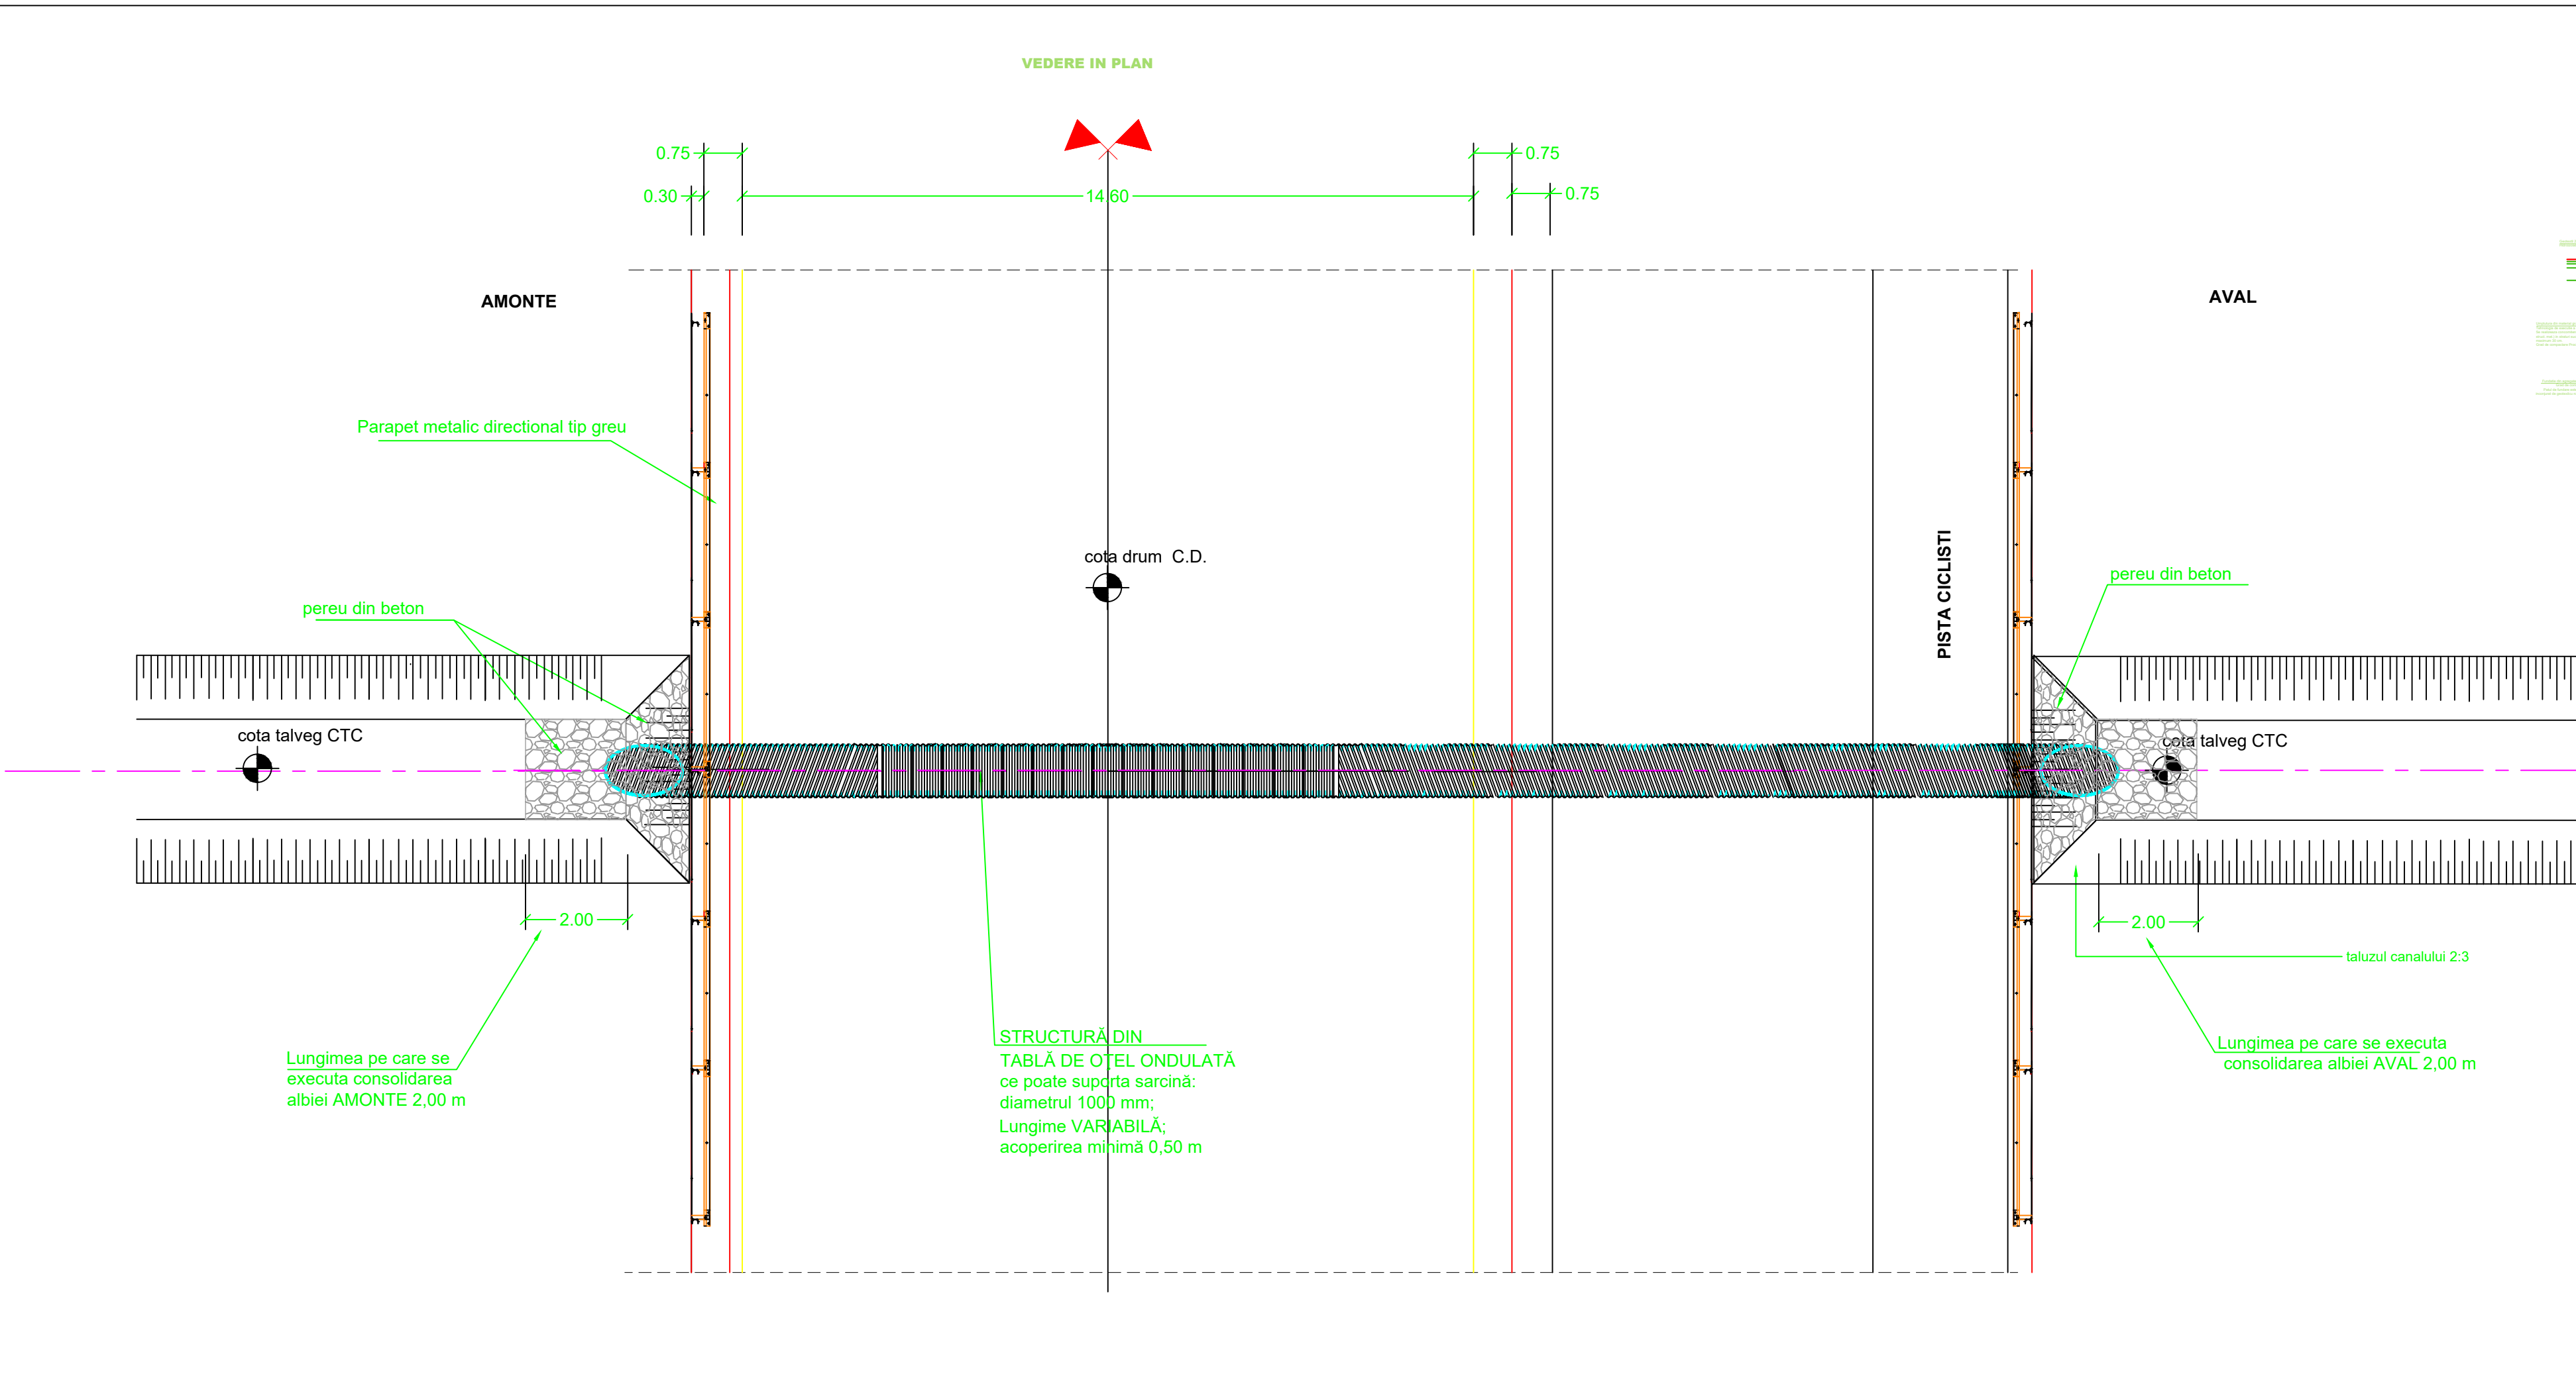 VEDERE IN PLAN
0.75
0.75
0.30
14.60
0.75
AMONTE
AVAL
Parapet metalic directional tip greu
cota drum C.D.
PISTA CICLISTI
pereu din beton
pereu din beton
cota talveg CTC
cota talveg CTC
2.00
2.00
taluzul canalului 2:3
STRUCTURĂ DIN
TABLĂ DE OȚEL ONDULATĂ
ce poate suporta sarcină:
diametrul 1000 mm;
Lungime VARIABILĂ;
acoperirea minimă 0,50 m
Lungimea pe care se
executa consolidarea
albiei AMONTE 2,00 m
Lungimea pe care se executa
consolidarea albiei AVAL 2,00 m